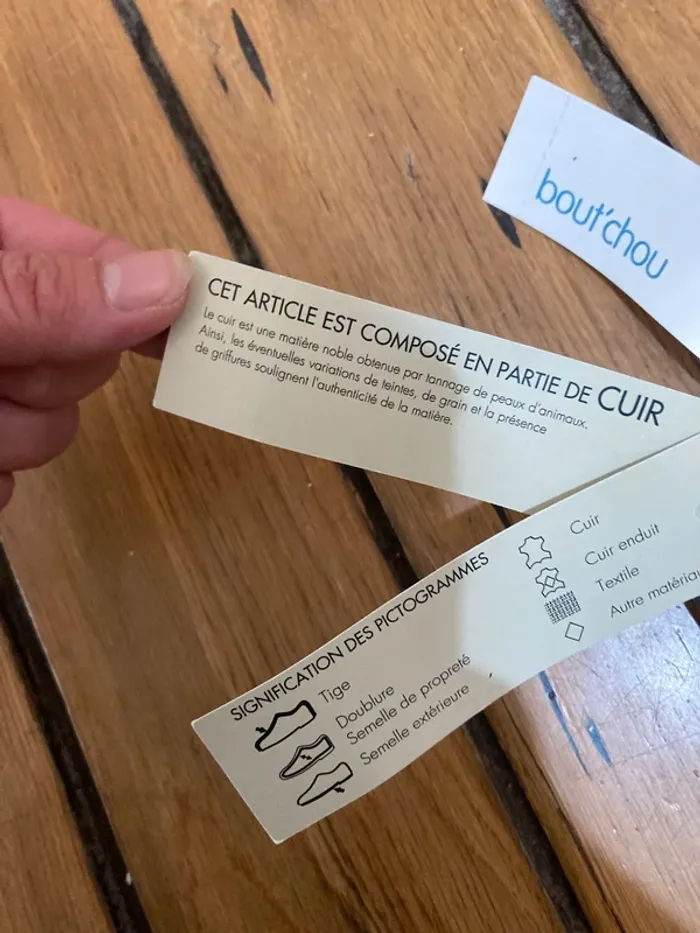 bout'chou
CET ARTICLE EST COMPOSÉ EN PARTIE DE CUIR
Le cuir est une matière noble obtenue par tannage de peaux d'animaux.
Ainsi, les éventuelles variations de teintes, de grain et la présence
de griffures soulignent l'authenticité de la matière.
SIGNIFICATION DES PICTOGRAMMES
Tige
Doublure
Semelle de propreté
Semelle extérieure
Cuir
Cuir enduit
Textile
Autre matériau